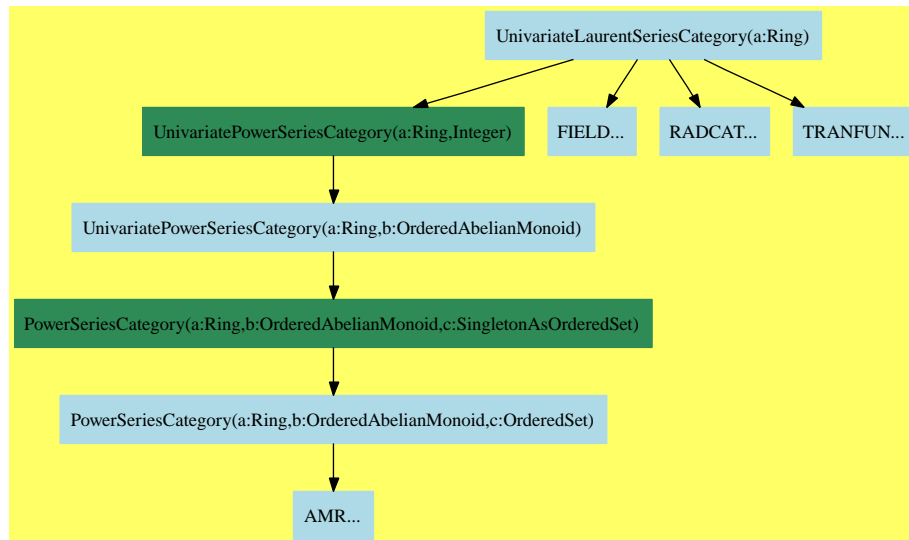 UnivariateLaurentSeriesCategory(a:Ring)
UnivariatePowerSeriesCategory(a:Ring,Integer)
FIELD...
RADCAT...
TRANFUN...
UnivariatePowerSeriesCategory(a:Ring,b:OrderedAbelianMonoid)
PowerSeriesCategory(a:Ring,b:OrderedAbelianMonoid,c:SingletonAsOrderedSet)
PowerSeriesCategory(a:Ring,b:OrderedAbelianMonoid,c:OrderedSet)
AMR...